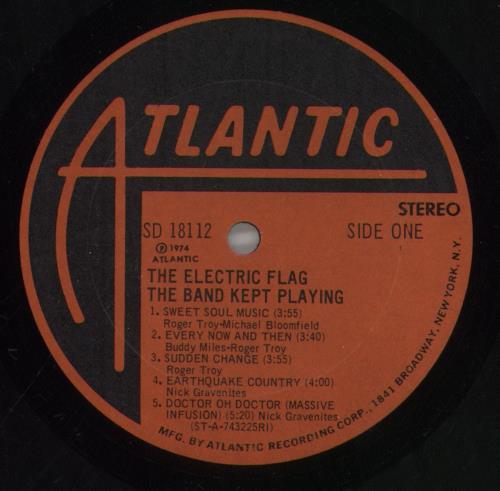 ATLANTIC
STEREO
SD 18112 SIDE ONE
℗ 1974
ATLANTIC
THE ELECTRIC FLAG
THE BAND KEPT PLAYING
1. SWEET SOUL MUSIC (3:55)
Roger Troy-Michael Bloomfield
2. EVERY NOW AND THEN (3:40)
Buddy Miles-Roger Troy
3. SUDDEN CHANGE (3:55)
Roger Troy
4. EARTHQUAKE COUNTRY (4:00)
Nick Gravenites
5. DOCTOR OH DOCTOR (MASSIVE
INFUSION) (5:20) Nick Gravenites
(ST-A-743225RI)
MFG. BY ATLANTIC RECORDING CORP., 1841 BROADWAY, NEW YORK, N.Y.